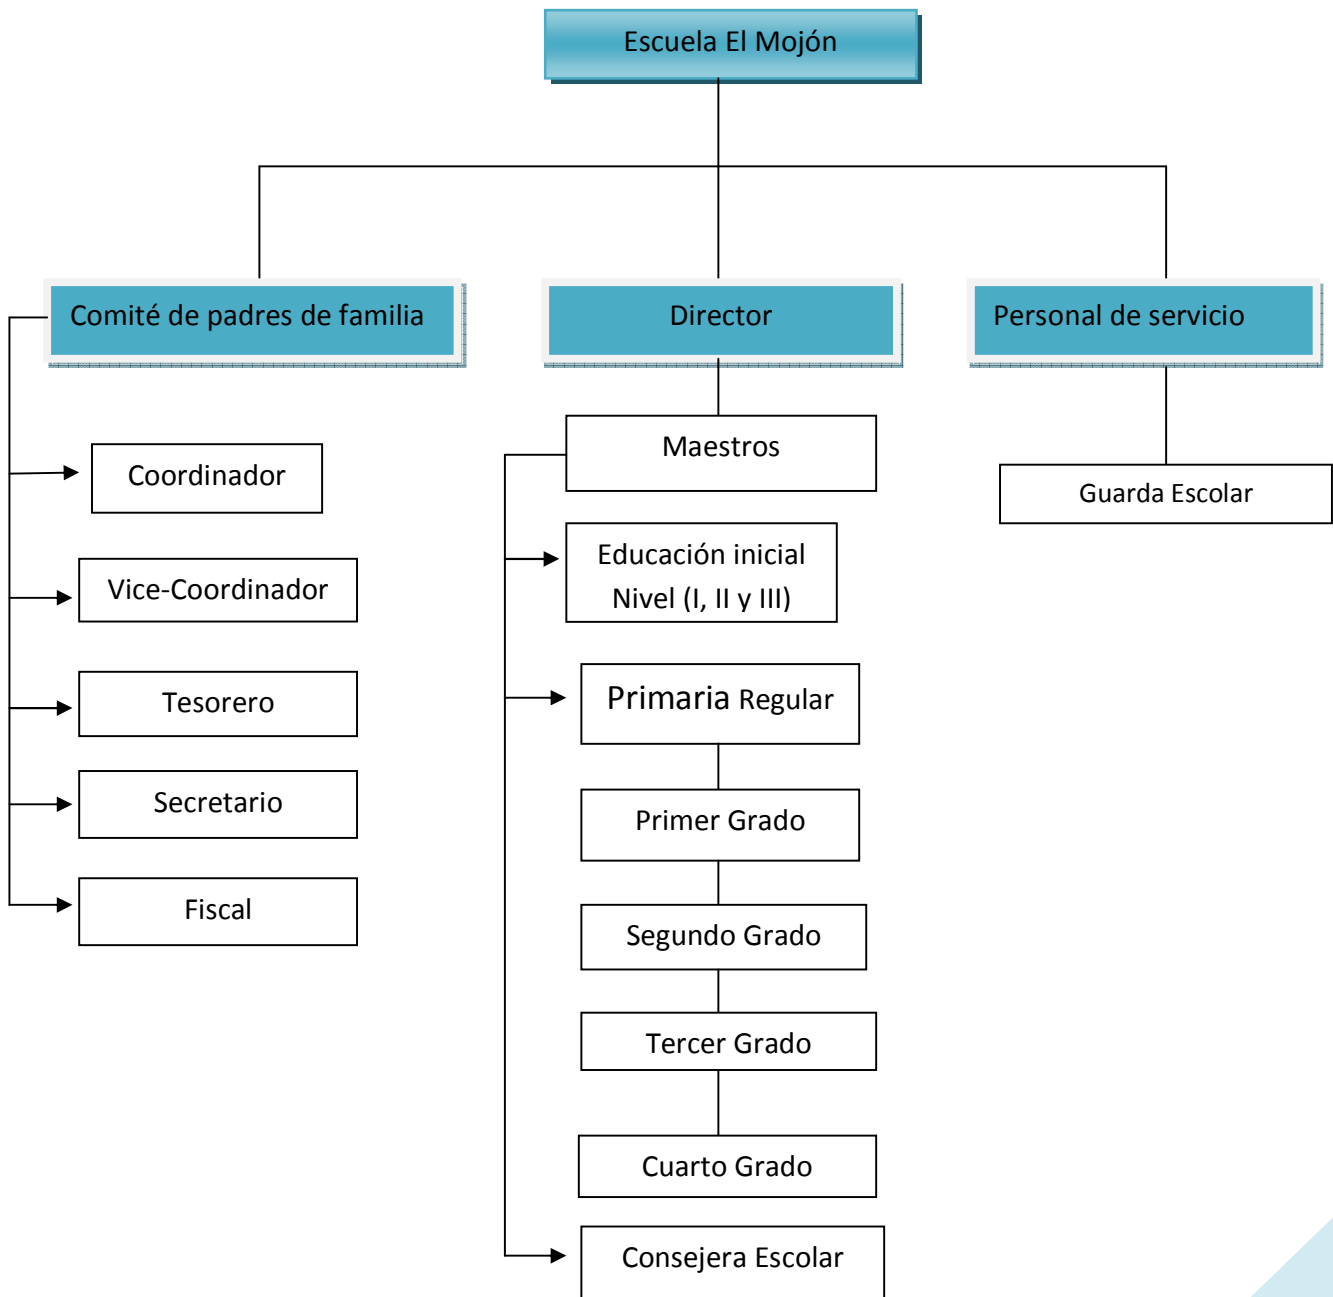 Escuela El Mojón
Comité de padres de familia
Director
Personal de servicio
Coordinador
Vice-Coordinador
Tesorero
Secretario
Fiscal
Maestros
Educación inicial
Nivel (I, II y III)
Primaria Regular
Primer Grado
Segundo Grado
Tercer Grado
Cuarto Grado
Consejera Escolar
Guarda Escolar